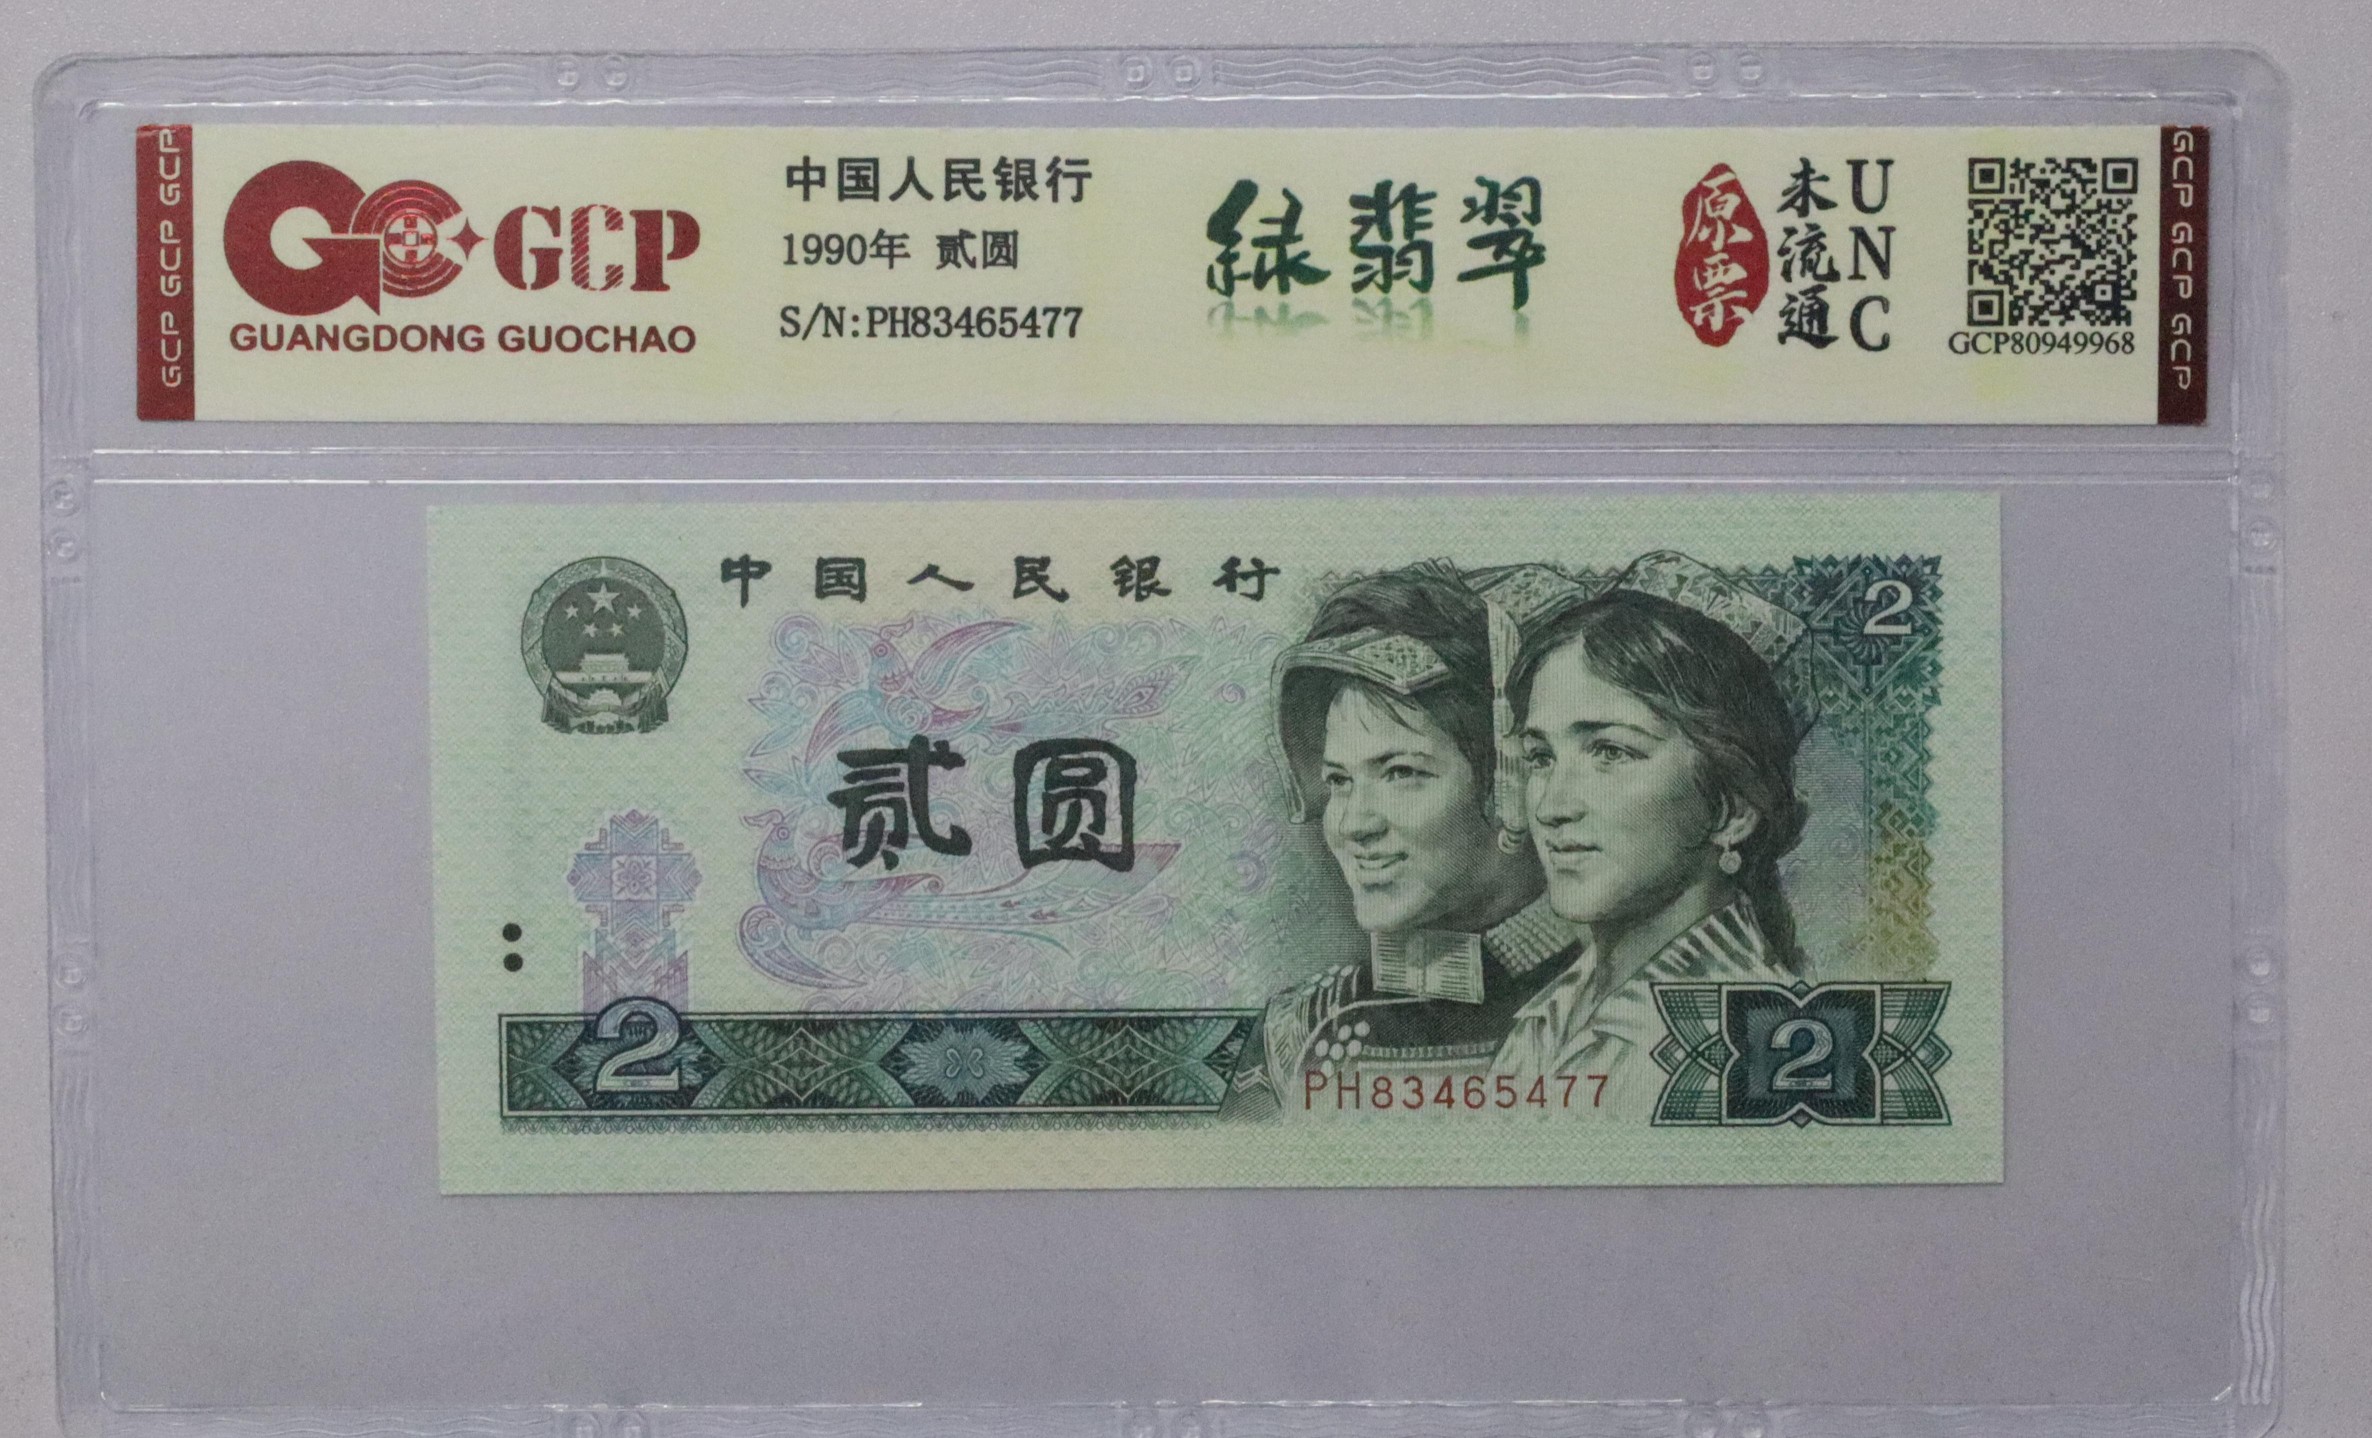 GCP GCP GCP
GCP
GUANGDONG GUOCHAO
中国人民银行
1990年 贰圆
S/N:PH83465477
绿翡翠
原票
未流通
UNC
GCP80949968
GCP GCP GCP
中国人民银行
2
贰圆
2
PH83465477
2